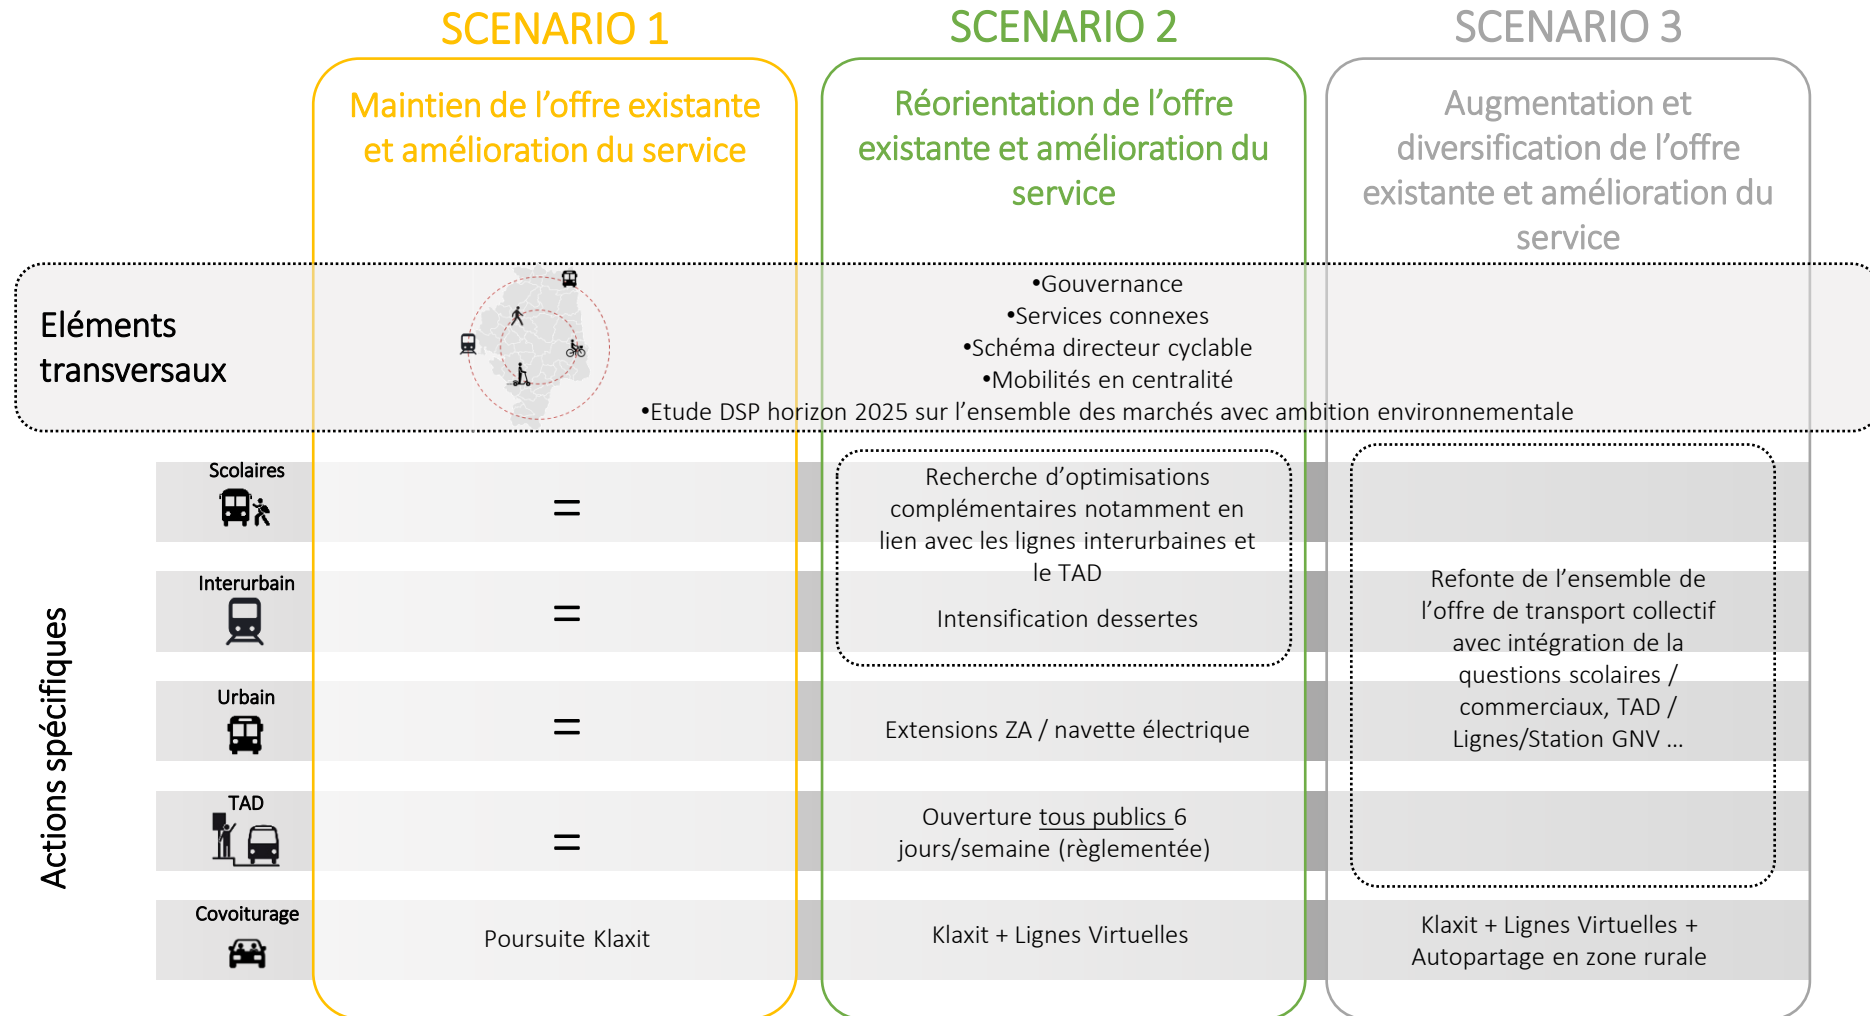 SCENARIO 1
SCENARIO 2
SCENARIO 3
Maintien de l’offre existante
et amélioration du service
Réorientation de l’offre
existante et amélioration du
service
Augmentation et
diversification de l’offre
existante et amélioration du
service
Eléments
transversaux
•Gouvernance
•Services connexes
•Schéma directeur cyclable
•Mobilités en centralité
•Etude DSP horizon 2025 sur l’ensemble des marchés avec ambition environnementale
Actions spécifiques
Scolaires
=
Recherche d’optimisations
complémentaires notamment en
lien avec les lignes interurbaines et
le TAD
Interurbain
=
Intensification dessertes
Refonte de l’ensemble de
l’offre de transport collectif
avec intégration de la
questions scolaires /
commerciaux, TAD /
Lignes/Station GNV ...
Urbain
=
Extensions ZA / navette électrique
TAD
=
Ouverture tous publics 6
jours/semaine (règlementée)
Covoiturage
Poursuite Klaxit
Klaxit + Lignes Virtuelles
Klaxit + Lignes Virtuelles +
Autopartage en zone rurale